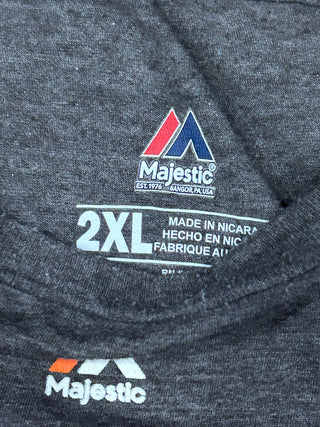 Majestic®
EST. 1976 BANGOR, PA, USA
2XL
MADE IN NICARA
HECHO EN NIC
FABRIQUE AU
Majestic